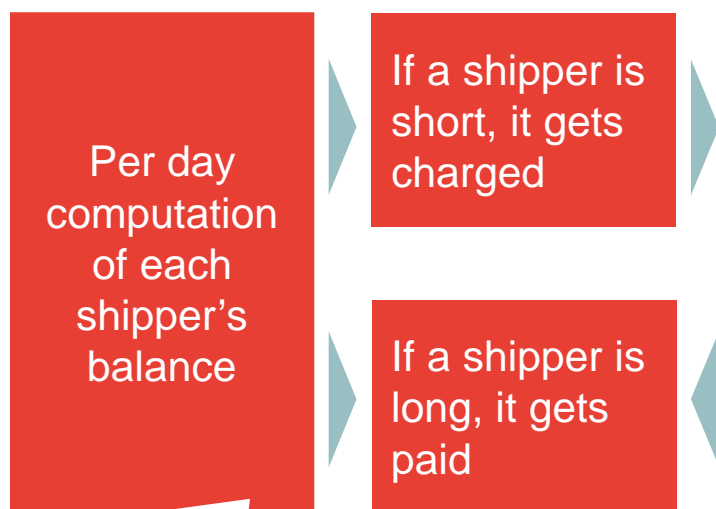 Per day
computation
of each
shipper’s
balance
If a shipper is
short, it gets
charged
If a shipper is
long, it gets
paid